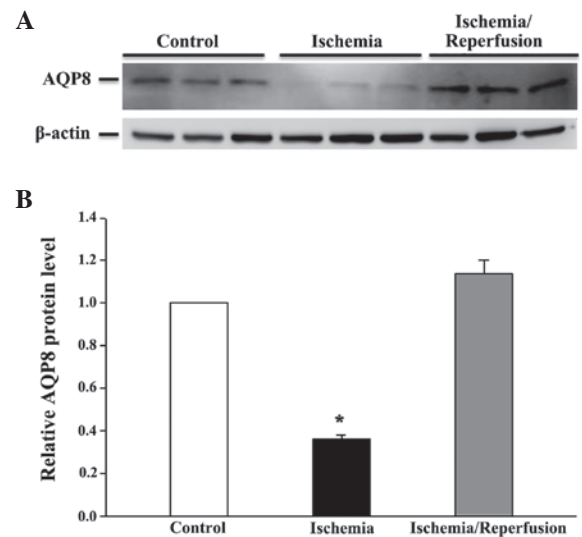 A
Control
Ischemia
Ischemia/
Reperfusion
AQP8
β-actin
B
Relative AQP8 protein level
1.4
1.2
1.0
0.8
0.6
0.4
0.2
0.0
*
Control
Ischemia
Ischemia/Reperfusion